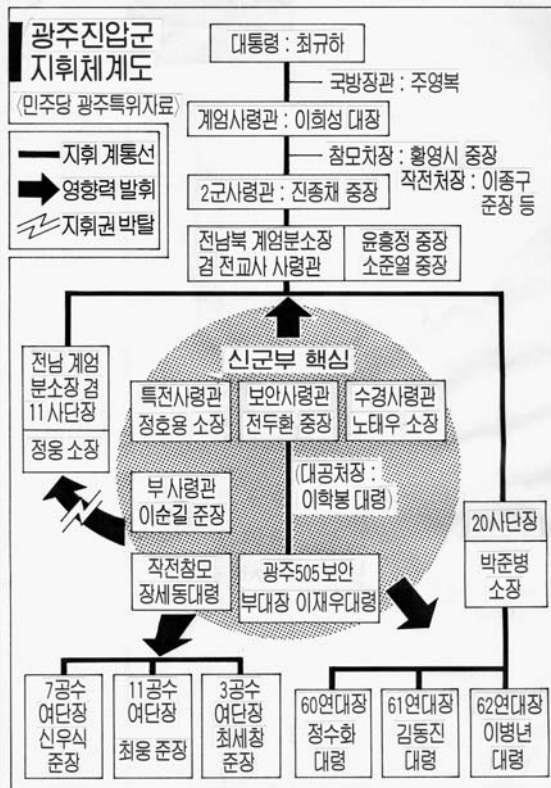 광주진압군
지휘체계도
〈민주당 광주특위자료〉
지휘 계통선
영향력 발휘
지휘권 박탈
대통령 : 최규하
국방장관 : 주영복
계엄사령관 : 이희성 대장
참모차장 : 황영시 중장
작전처장 : 이종구
준장 등
2군사령관 : 진종채 중장
전남북 계엄분소장
겸 전교사 사령관
윤흥정 중장
소준열 중장
신군부 핵심
전남 계엄
분소장 겸
11사단장
정웅 소장
특전사령관
정호용 소장
보안사령관
전두환 중장
수경사령관
노태우 소장
(대공처장 :
이학봉 대령)
부 사령관
이순길 준장
작전참모
장세동대령
광주505보안
부대장 이재우대령
20사단장
박준병
소장
7공수
여단장
신우식
준장
11공수
여단장
최웅 준장
3공수
여단장
최세창
준장
60연대장
정수화
대령
61연대장
김동진
대령
62연대장
이병년
대령